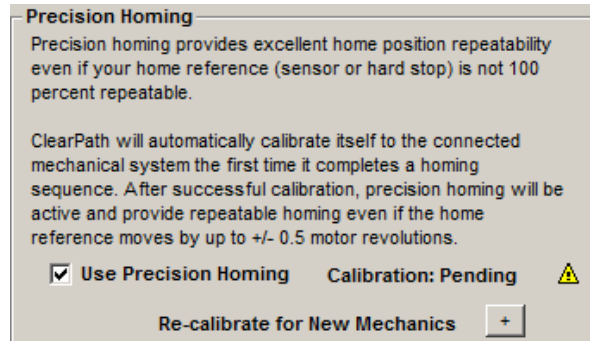 Precision Homing
Precision homing provides excellent home position repeatability
even if your home reference (sensor or hard stop) is not 100
percent repeatable.
ClearPath will automatically calibrate itself to the connected
mechanical system the first time it completes a homing
sequence. After successful calibration, precision homing will be
active and provide repeatable homing even if the home
reference moves by up to +/- 0.5 motor revolutions.
Use Precision Homing Calibration: Pending
Re-calibrate for New Mechanics +